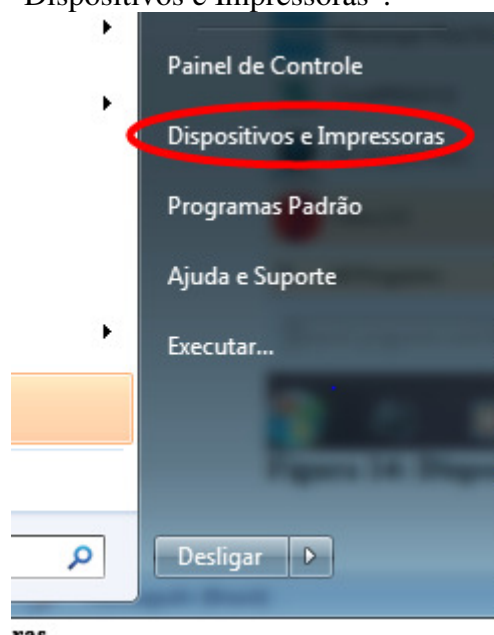 Dispositivos e Impressoras".
Painel de Controle
Dispositivos e Impressoras
Programas Padrão
Ajuda e Suporte
Executar...
Desligar